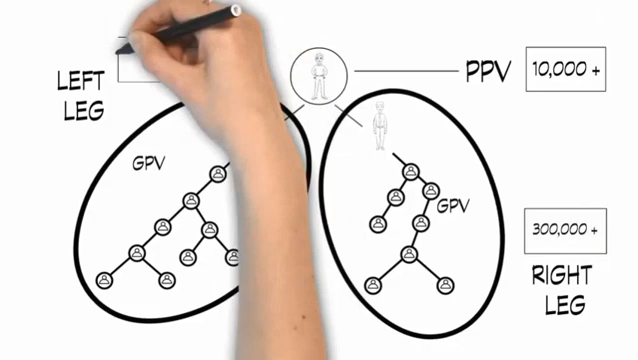 LEFT
LEG
GPV
PPV
10,000 +
GPV
300,000 +
RIGHT
LEG